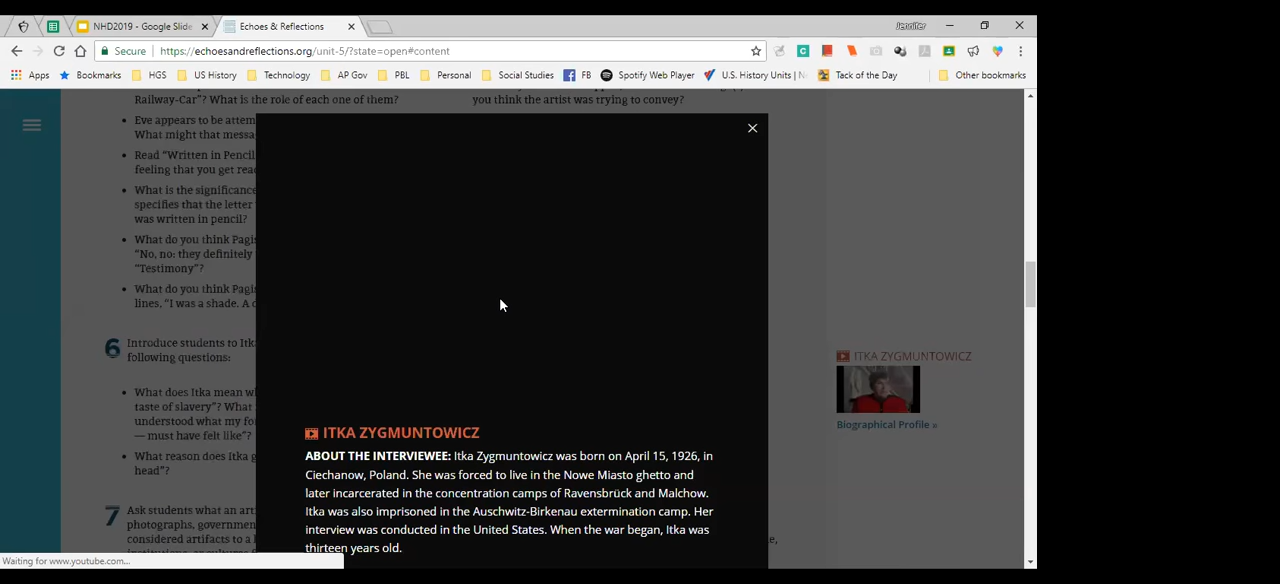 NHD2019 - Google Slide
Echoes & Reflections
Jennifer
Secure
https://echoesandreflections.org/unit-5/?state=open#content
Apps
Bookmarks
HGS
US History
Technology
AP Gov
PBL
Personal
Social Studies
FB
Spotify Web Player
U.S. History Units | N
Tack of the Day
Other bookmarks
Railway-Car"? What is the role of each one of them?
you think the artist was trying to convey?
Eve appears to be attem
What might that messa
Read "Written in Pencil
feeling that you get rea
What is the significance
specifies that the letter
was written in pencil?
What do you think Pagis
"No, no: they definitely
"Testimony"?
What do you think Pagis
lines, "I was a shade. A
6
Introduce students to Itka
following questions:
What does Itka mean w
taste of slavery"? What
understood what my fo
— must have felt like"?
What reason does Itka g
head"?
7
Ask students what an art
photographs, governmen
considered artifacts to a
ITKA ZYGMUNTOWICZ
ABOUT THE INTERVIEWEE: Itka Zygmuntowicz was born on April 15, 1926, in
Ciechanow, Poland. She was forced to live in the Nowe Miasto ghetto and
later incarcerated in the concentration camps of Ravensbrück and Malchow.
Itka was also imprisoned in the Auschwitz-Birkenau extermination camp. Her
interview was conducted in the United States. When the war began, Itka was
thirteen years old.
ITKA ZYGMUNTOWICZ
Biographical Profile »
Waiting for www.youtube.com...